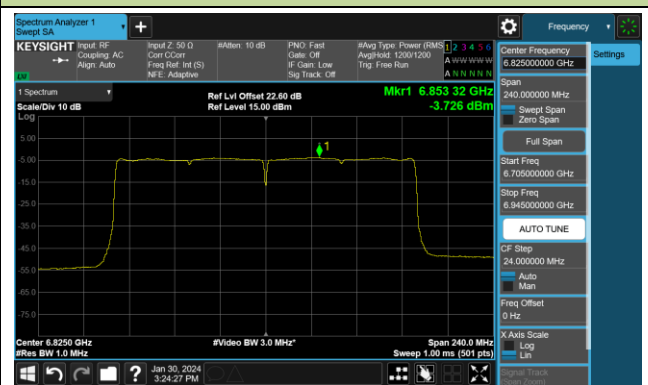 Spectrum Analyzer 1
Swept SA
Frequency
KEYSIGHT
Input: RF
Coupling: AC
Align: Auto
Input Z: 50 Ω
Corr CCorr
Freq Ref: Int (S)
NFE: Adaptive
#Atten: 10 dB
PNO: Fast
Gate: Off
IF Gain: Low
Sig Track: Off
#Avg Type: Power (RMS
Avg|Hold: 1200/1200
Trig: Free Run
1 2 3 4 5 6
A W W W W W
A N N N N N
1 Spectrum
Scale/Div 10 dB
Log
Ref Lvl Offset 22.60 dB
Ref Level 15.00 dBm
Mkr1 6.853 32 GHz
-3.726 dBm
5.00
-5.00
-15.0
-25.0
-35.0
-45.0
-55.0
-65.0
-75.0
1
Center 6.8250 GHz
#Res BW 1.0 MHz
#Video BW 3.0 MHz*
Span 240.0 MHz
Sweep 1.00 ms (501 pts)
Jan 30, 2024
3:24:27 PM
Center Frequency
6.825000000 GHz
Settings
Span
240.000000 MHz
Swept Span
Zero Span
Full Span
Start Freq
6.705000000 GHz
Stop Freq
6.945000000 GHz
AUTO TUNE
CF Step
24.000000 MHz
Auto
Man
Freq Offset
0 Hz
X Axis Scale
Log
Lin
Signal Track
(Span Zoom)